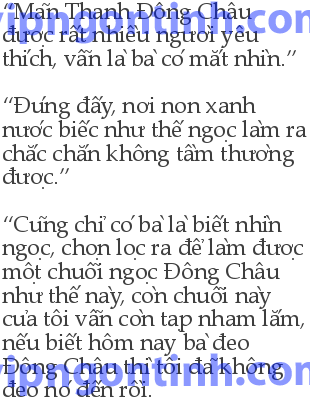 “Mãn Thanh Đông Châu
được rất nhiều người yêu
thích, vẫn là bà có mắt nhìn.”
“Đúng đấy, noi non xanh
nước biếc như thế ngọc làm ra
chắc chắn không tầm thường
được.”
“Cũng chỉ có bà là biết nhìn
ngọc, chọn lọc ra để làm được
một chuỗi ngọc Đông Châu
như thế này, còn chuỗi này
của tôi vẫn còn tạp nham lắm,
nếu biết hôm nay bà đeo
Đông Châu thì tôi đã không
đeo nó đến rồi.
vipngontinh.com
vipngontinh.com